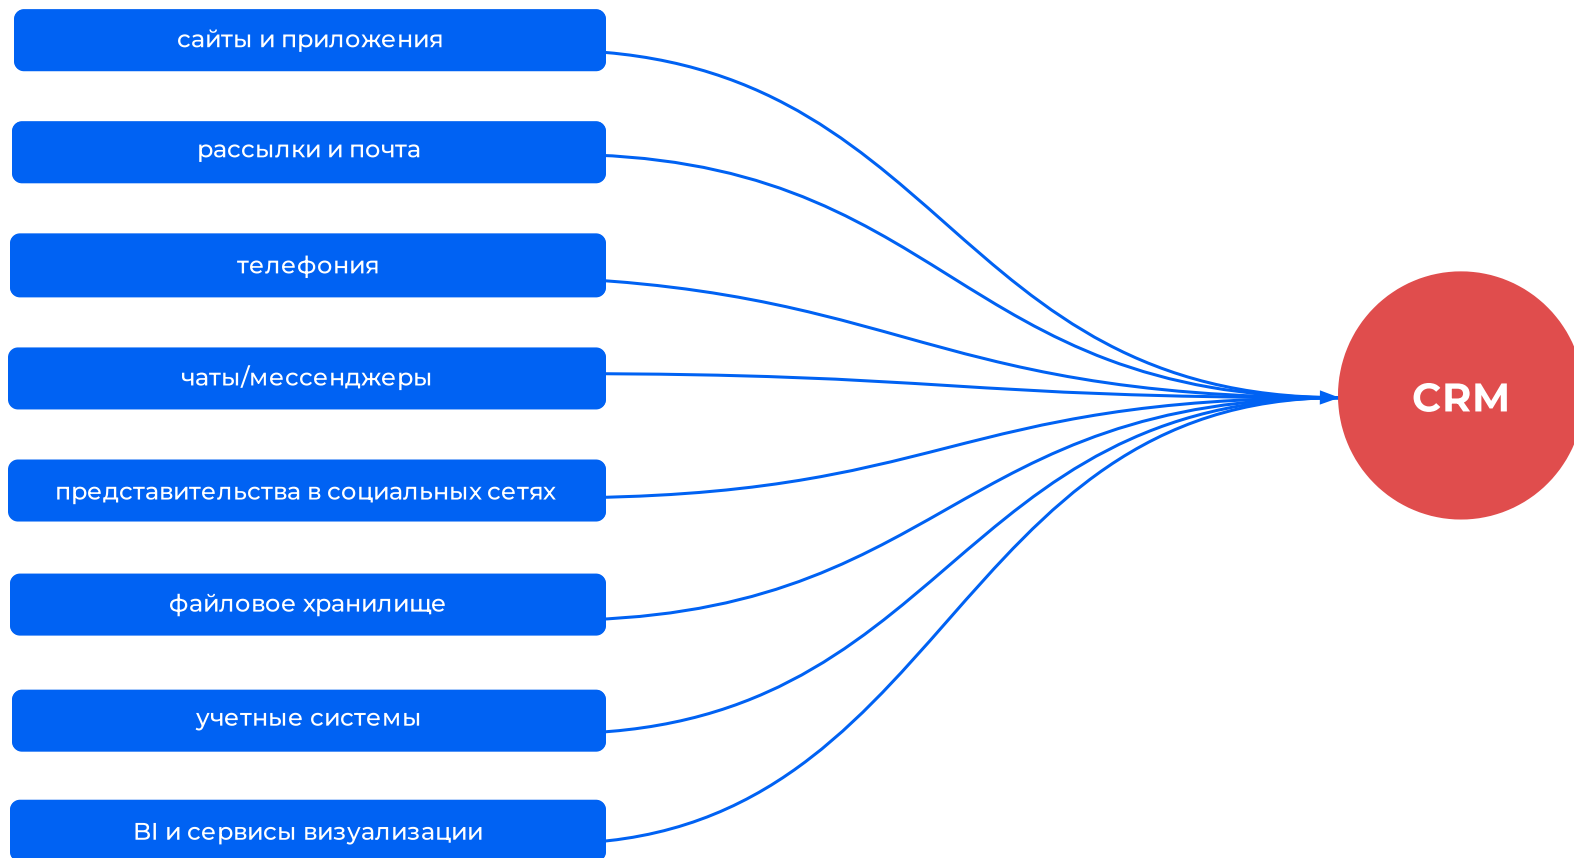 сайты и приложения
рассылки и почта
телефония
чаты/мессенджеры
представительства в социальных сетях
файловое хранилище
учетные системы
BI и сервисы визуализации
CRM